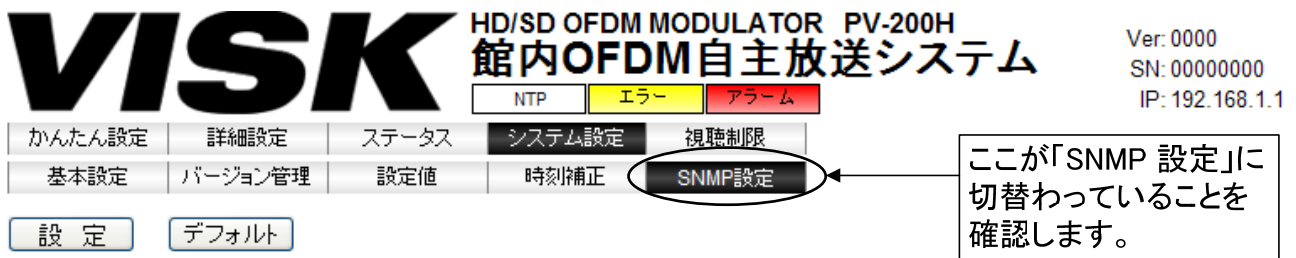 VISK
HD/SD OFDM MODULATOR PV-200H
館内OFDM自主放送システム
NTP エラー アラーム
Ver: 0000
SN: 00000000
IP: 192.168.1.1
かんたん設定 詳細設定 ステータス システム設定 視聴制限
基本設定 バージョン管理 設定値 時刻補正 SNMP設定
設 定 デフォルト
ここが「SNMP 設定」に
切替わっていることを
確認します。